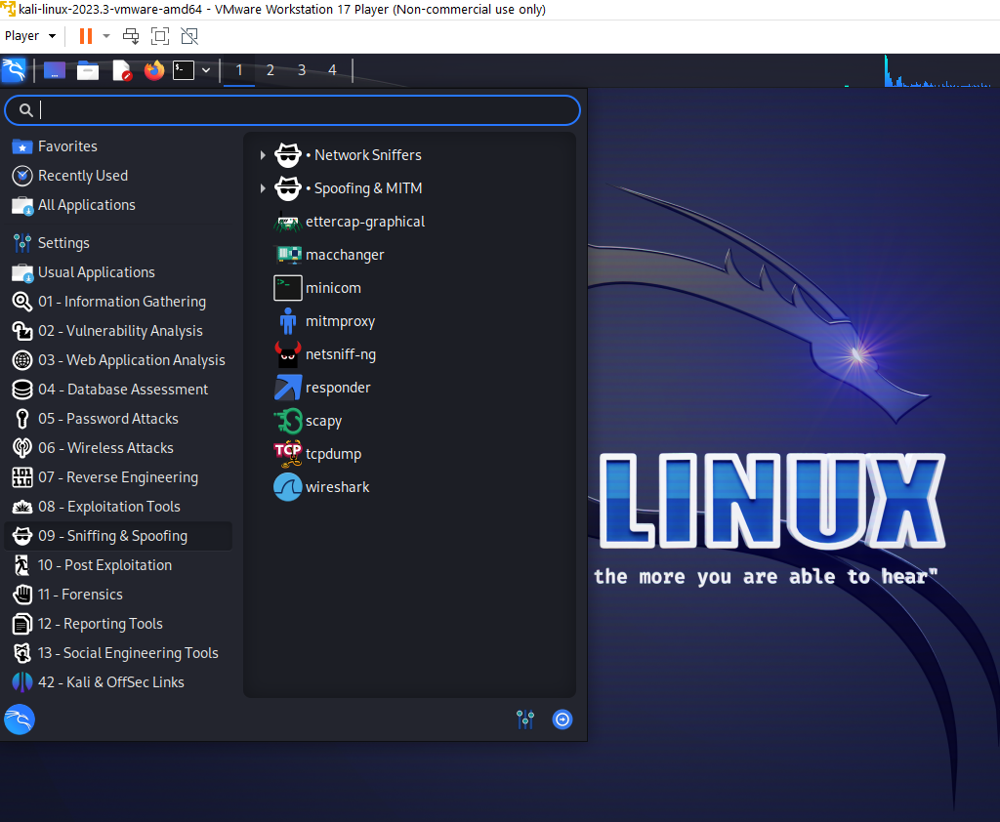 kali-linux-2023.3-vmware-amd64 - VMware Workstation 17 Player (Non-commercial use only)
Player
1 2 3 4
Favorites
Recently Used
All Applications
Settings
Usual Applications
01 - Information Gathering
02 - Vulnerability Analysis
03 - Web Application Analysis
04 - Database Assessment
05 - Password Attacks
06 - Wireless Attacks
07 - Reverse Engineering
08 - Exploitation Tools
09 - Sniffing & Spoofing
10 - Post Exploitation
11 - Forensics
12 - Reporting Tools
13 - Social Engineering Tools
42 - Kali & OffSec Links
• Network Sniffers
• Spoofing & MITM
ettercap-graphical
macchanger
minicom
mitmproxy
netsniff-ng
responder
scapy
TCP
tcpdump
wireshark
LINUX
the more you are able to hear"